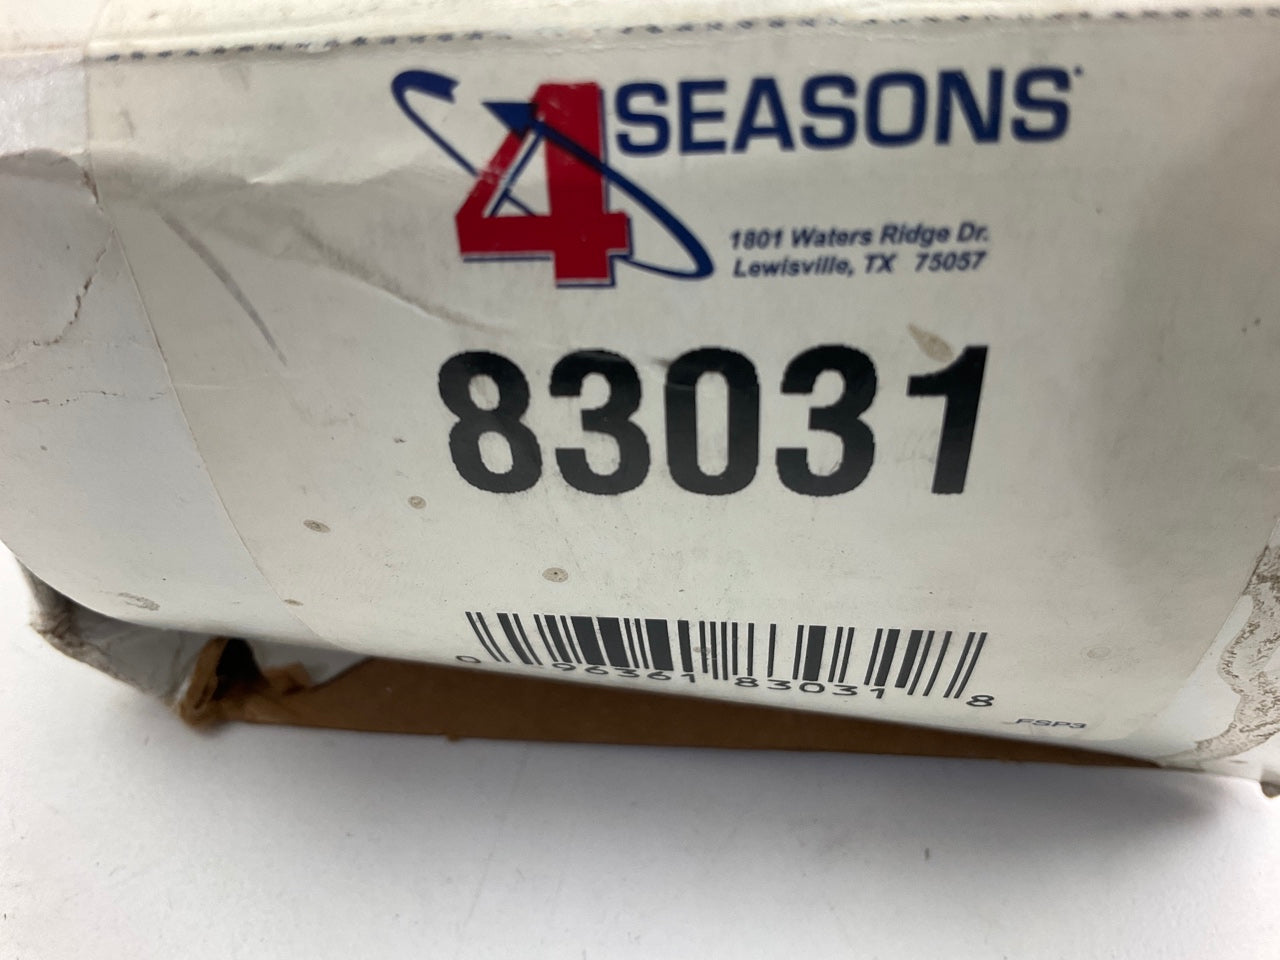 4 SEASONS
1801 Waters Ridge Dr.
Lewisville, TX 75057
83031
0 96361 83031 8
FSP3